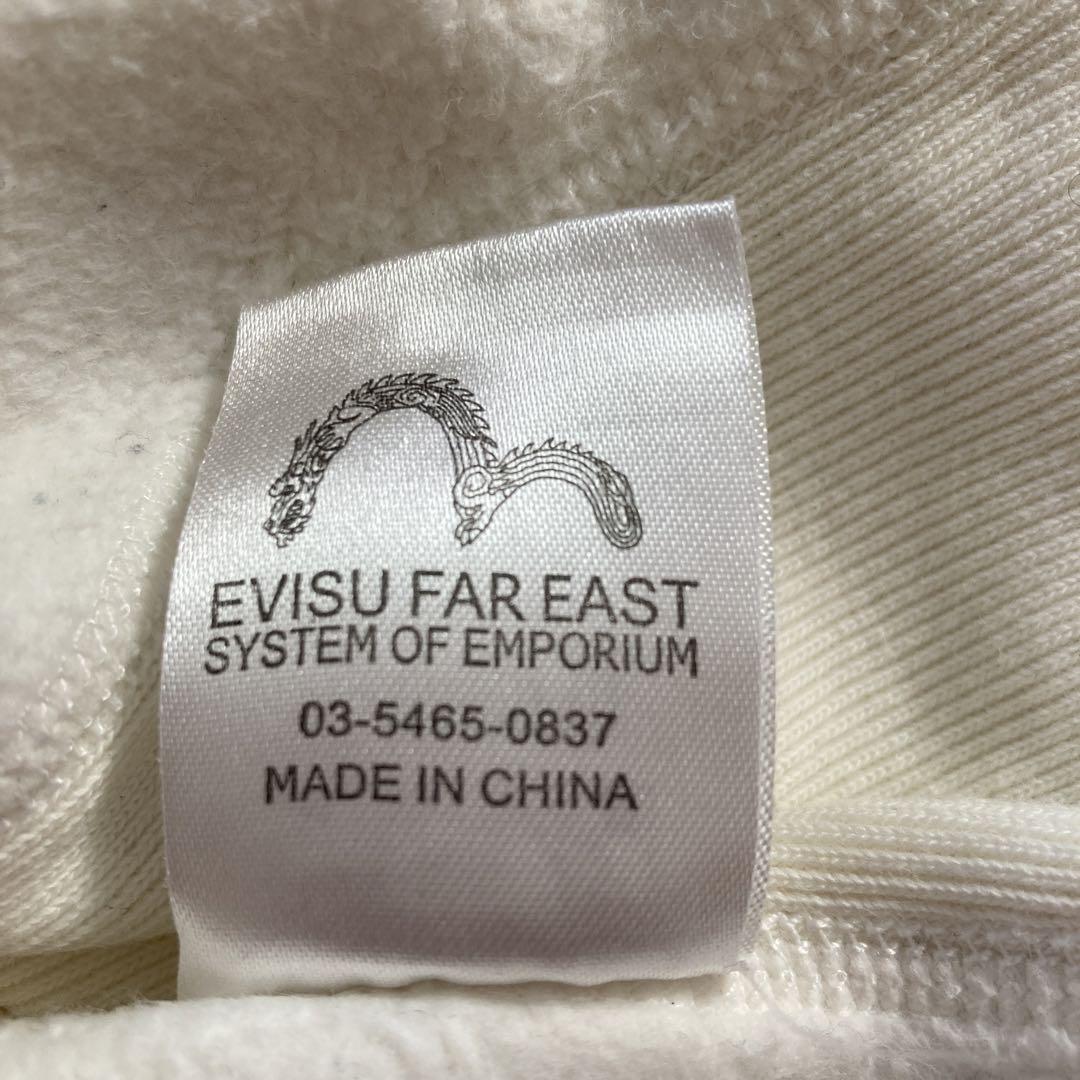 EVISU FAR EAST
SYSTEM OF EMPORIUM
03-5465-0837
MADE IN CHINA